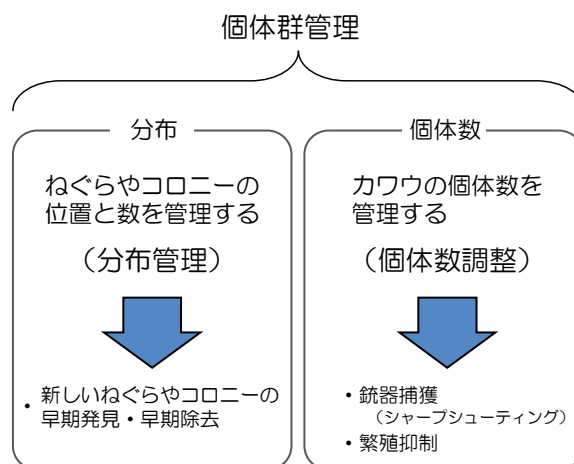 個体群管理
分布
ねぐらやコロニーの
位置と数を管理する
（分布管理）
・新しいねぐらやコロニーの
早期発見・早期除去
個体数
カワウの個体数を
管理する
（個体数調整）
・銃器捕獲
（シャープシューティング）
・繁殖抑制